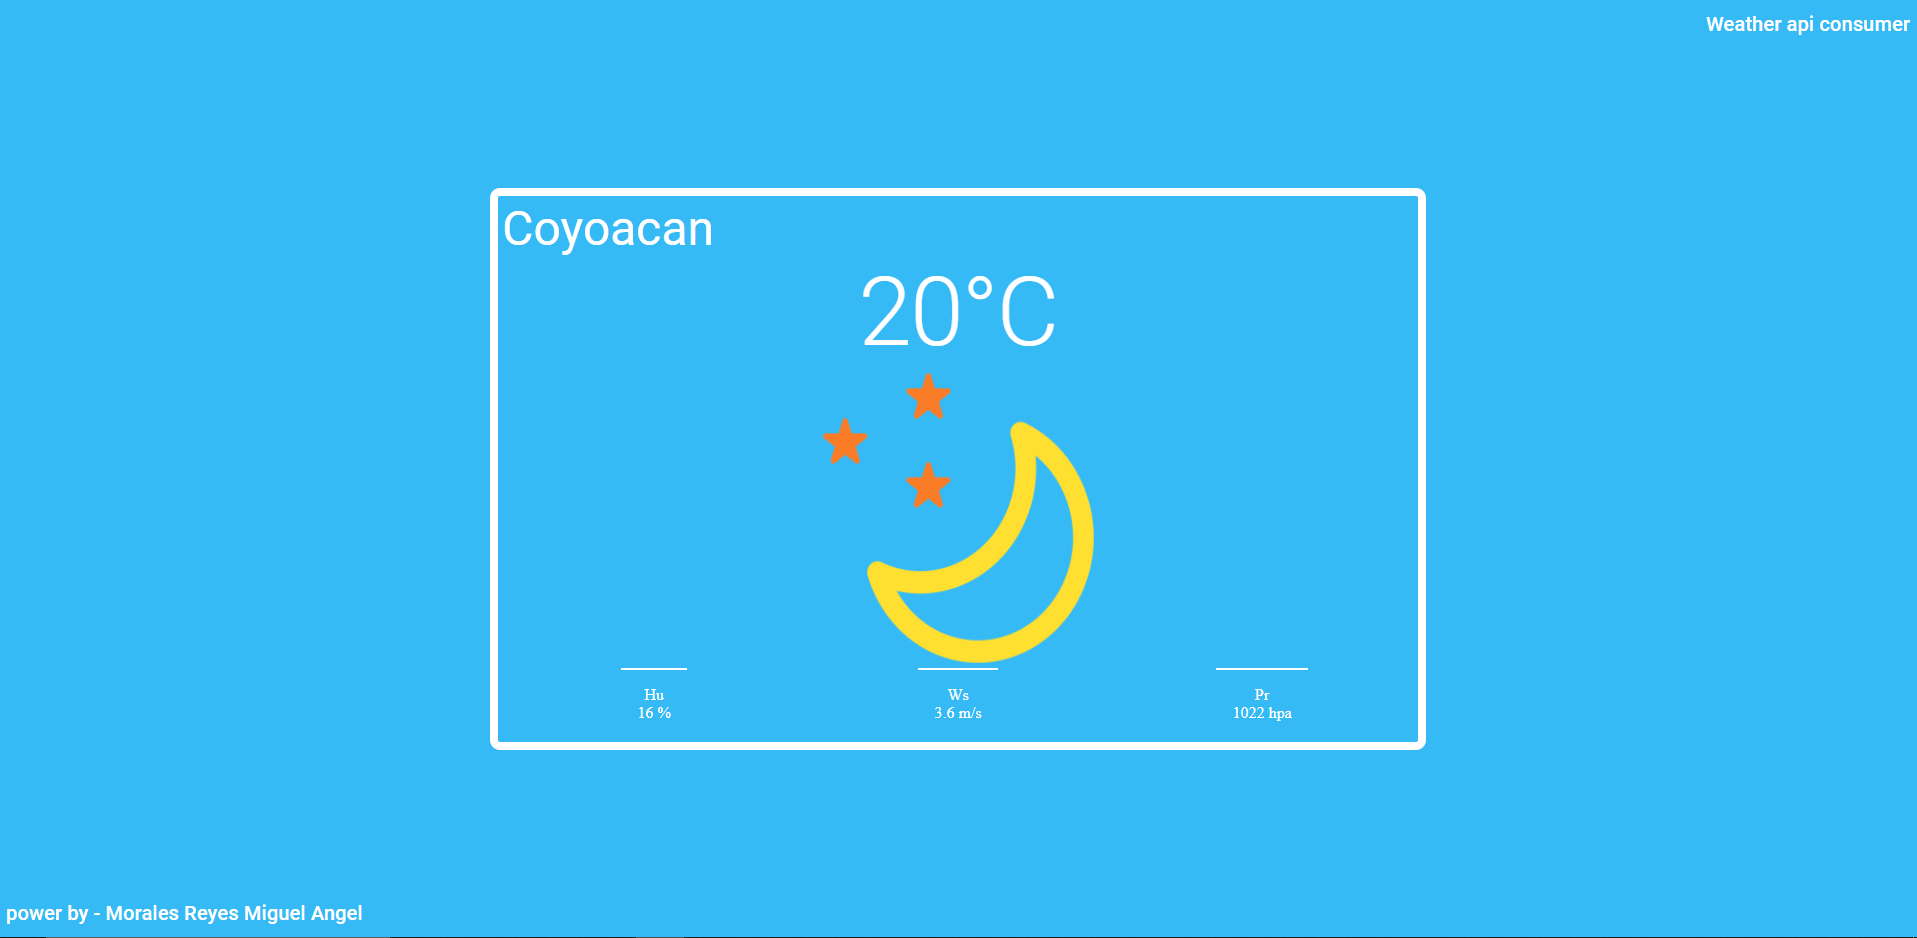 Weather api consumer
Coyoacan
20°C
Hu
16 %
Ws
3.6 m/s
Pr
1022 hpa
power by - Morales Reyes Miguel Angel